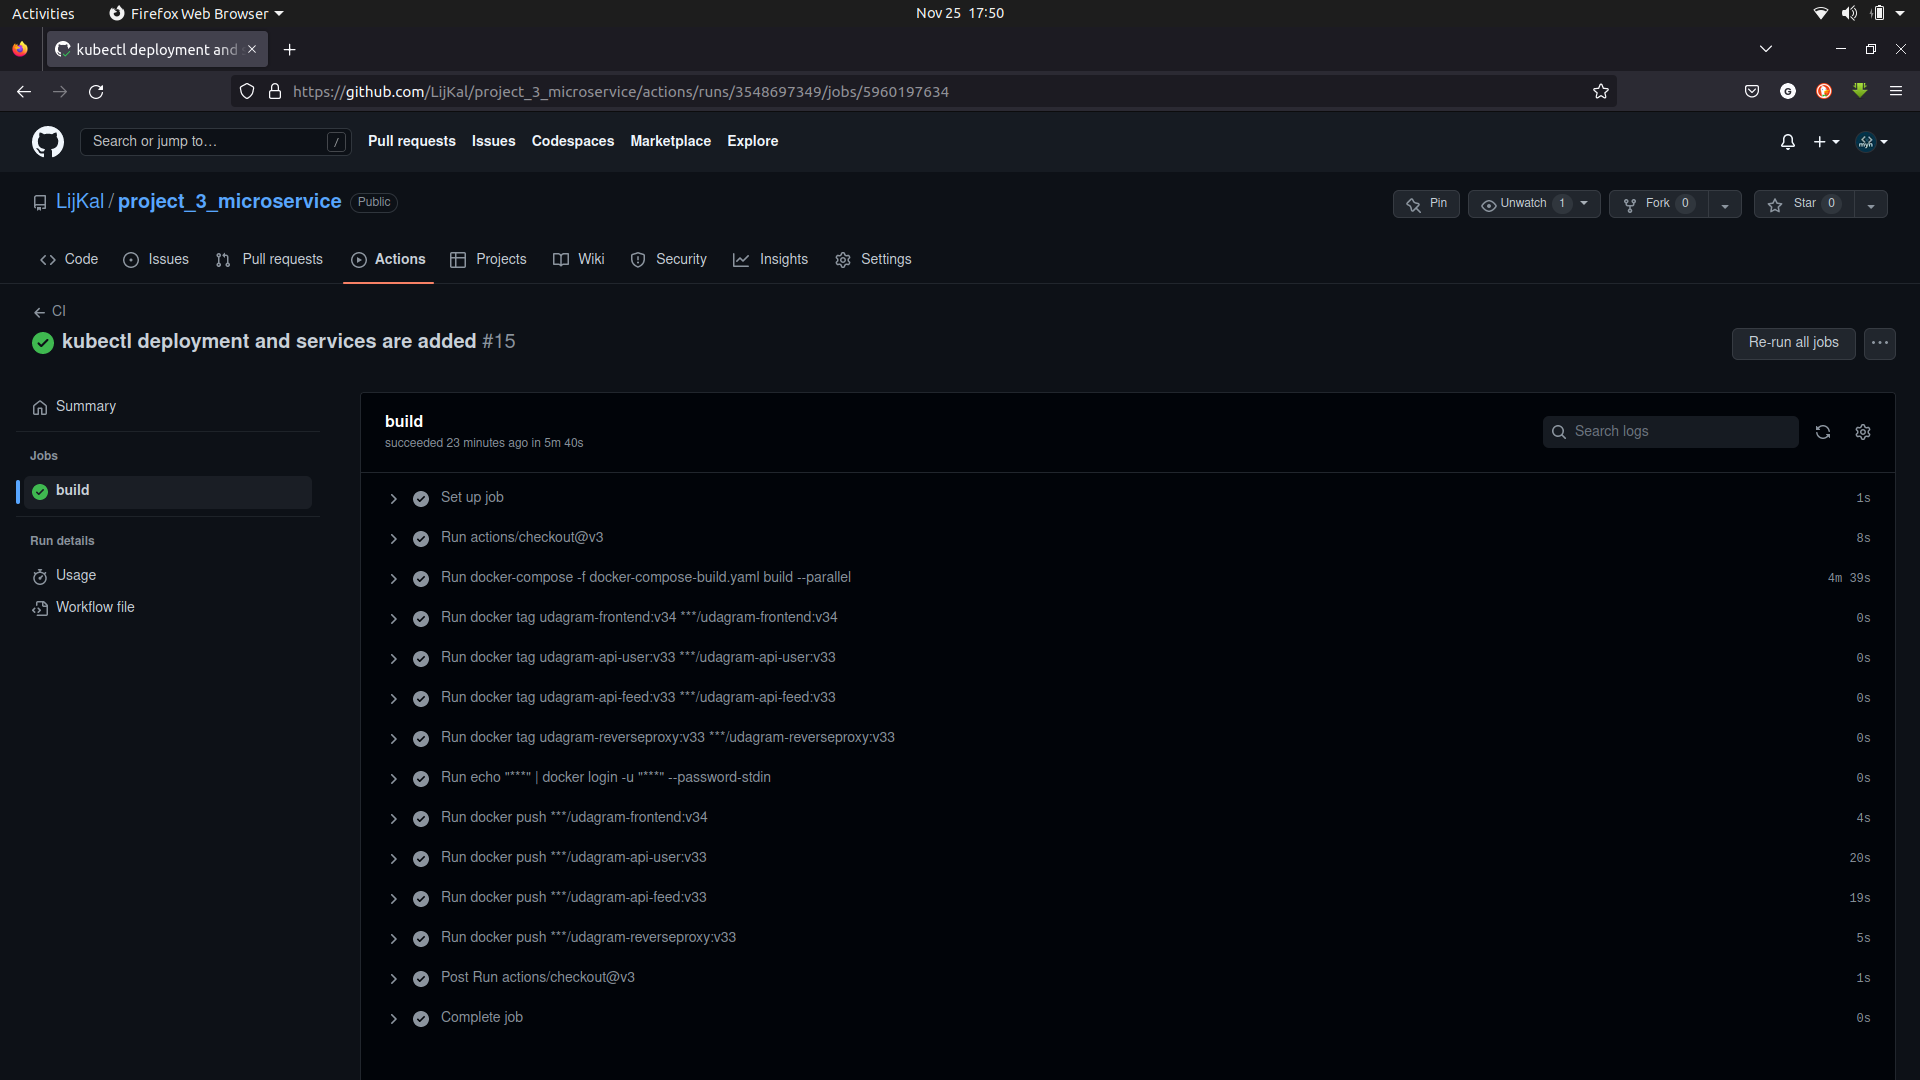 Activities Firefox Web Browser Nov 25 17:50
kubectl deployment and
https://github.com/LijKal/project_3_microservice/actions/runs/3548697349/jobs/5960197634
Search or jump to… / Pull requests Issues Codespaces Marketplace Explore
LijKal / project_3_microservice Public Pin Unwatch 1 Fork 0 Star 0
Code Issues Pull requests Actions Projects Wiki Security Insights Settings
CI
kubectl deployment and services are added #15
Re-run all jobs
Summary
Jobs
build
Run details
Usage
Workflow file
build
succeeded 23 minutes ago in 5m 40s
Search logs
Set up job 1s
Run actions/checkout@v3 8s
Run docker-compose -f docker-compose-build.yaml build --parallel 4m 39s
Run docker tag udagram-frontend:v34 ***/udagram-frontend:v34 0s
Run docker tag udagram-api-user:v33 ***/udagram-api-user:v33 0s
Run docker tag udagram-api-feed:v33 ***/udagram-api-feed:v33 0s
Run docker tag udagram-reverseproxy:v33 ***/udagram-reverseproxy:v33 0s
Run echo "***" | docker login -u "***" --password-stdin 0s
Run docker push ***/udagram-frontend:v34 4s
Run docker push ***/udagram-api-user:v33 20s
Run docker push ***/udagram-api-feed:v33 19s
Run docker push ***/udagram-reverseproxy:v33 5s
Post Run actions/checkout@v3 1s
Complete job 0s